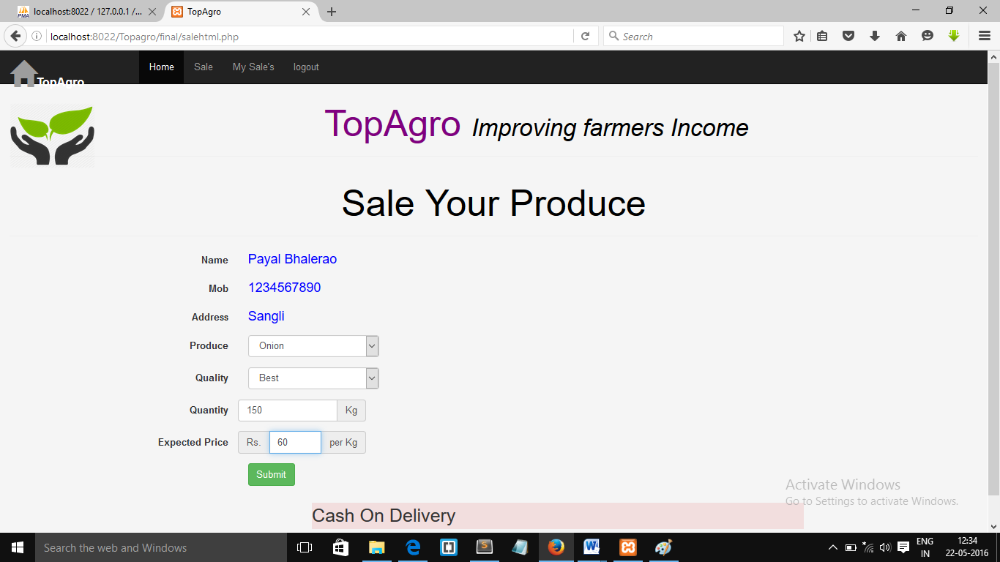 localhost:8022 / 127.0.0.1 /... TopAgro
localhost:8022/Topagro/final/salehtml.php Search
TopAgro Home Sale My Sale's logout
TopAgro Improving farmers Income
Sale Your Produce
Name Payal Bhalerao
Mob 1234567890
Address Sangli
Produce Onion
Quality Best
Quantity 150 Kg
Expected Price Rs. 60 per Kg
Submit
Activate Windows
Go to Settings to activate Windows.
Cash On Delivery
Search the web and Windows
ENG 12:34
IN 22-05-2016